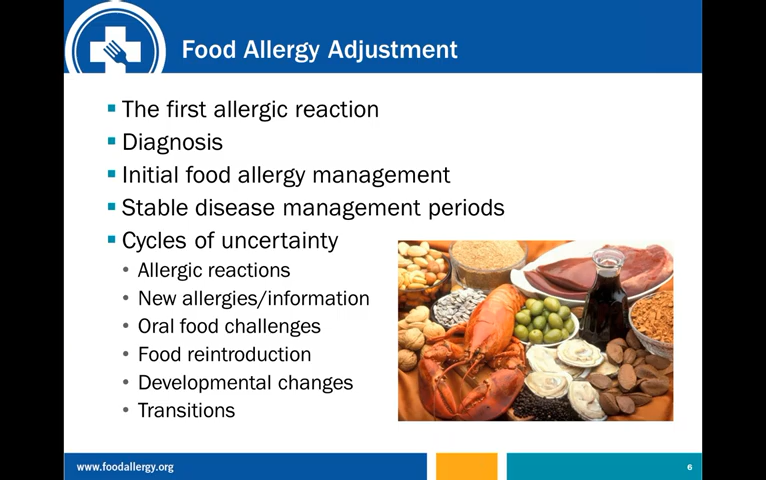 Food Allergy Adjustment
The first allergic reaction
Diagnosis
Initial food allergy management
Stable disease management periods
Cycles of uncertainty
Allergic reactions
New allergies/information
Oral food challenges
Food reintroduction
Developmental changes
Transitions
www.foodallergy.org
6